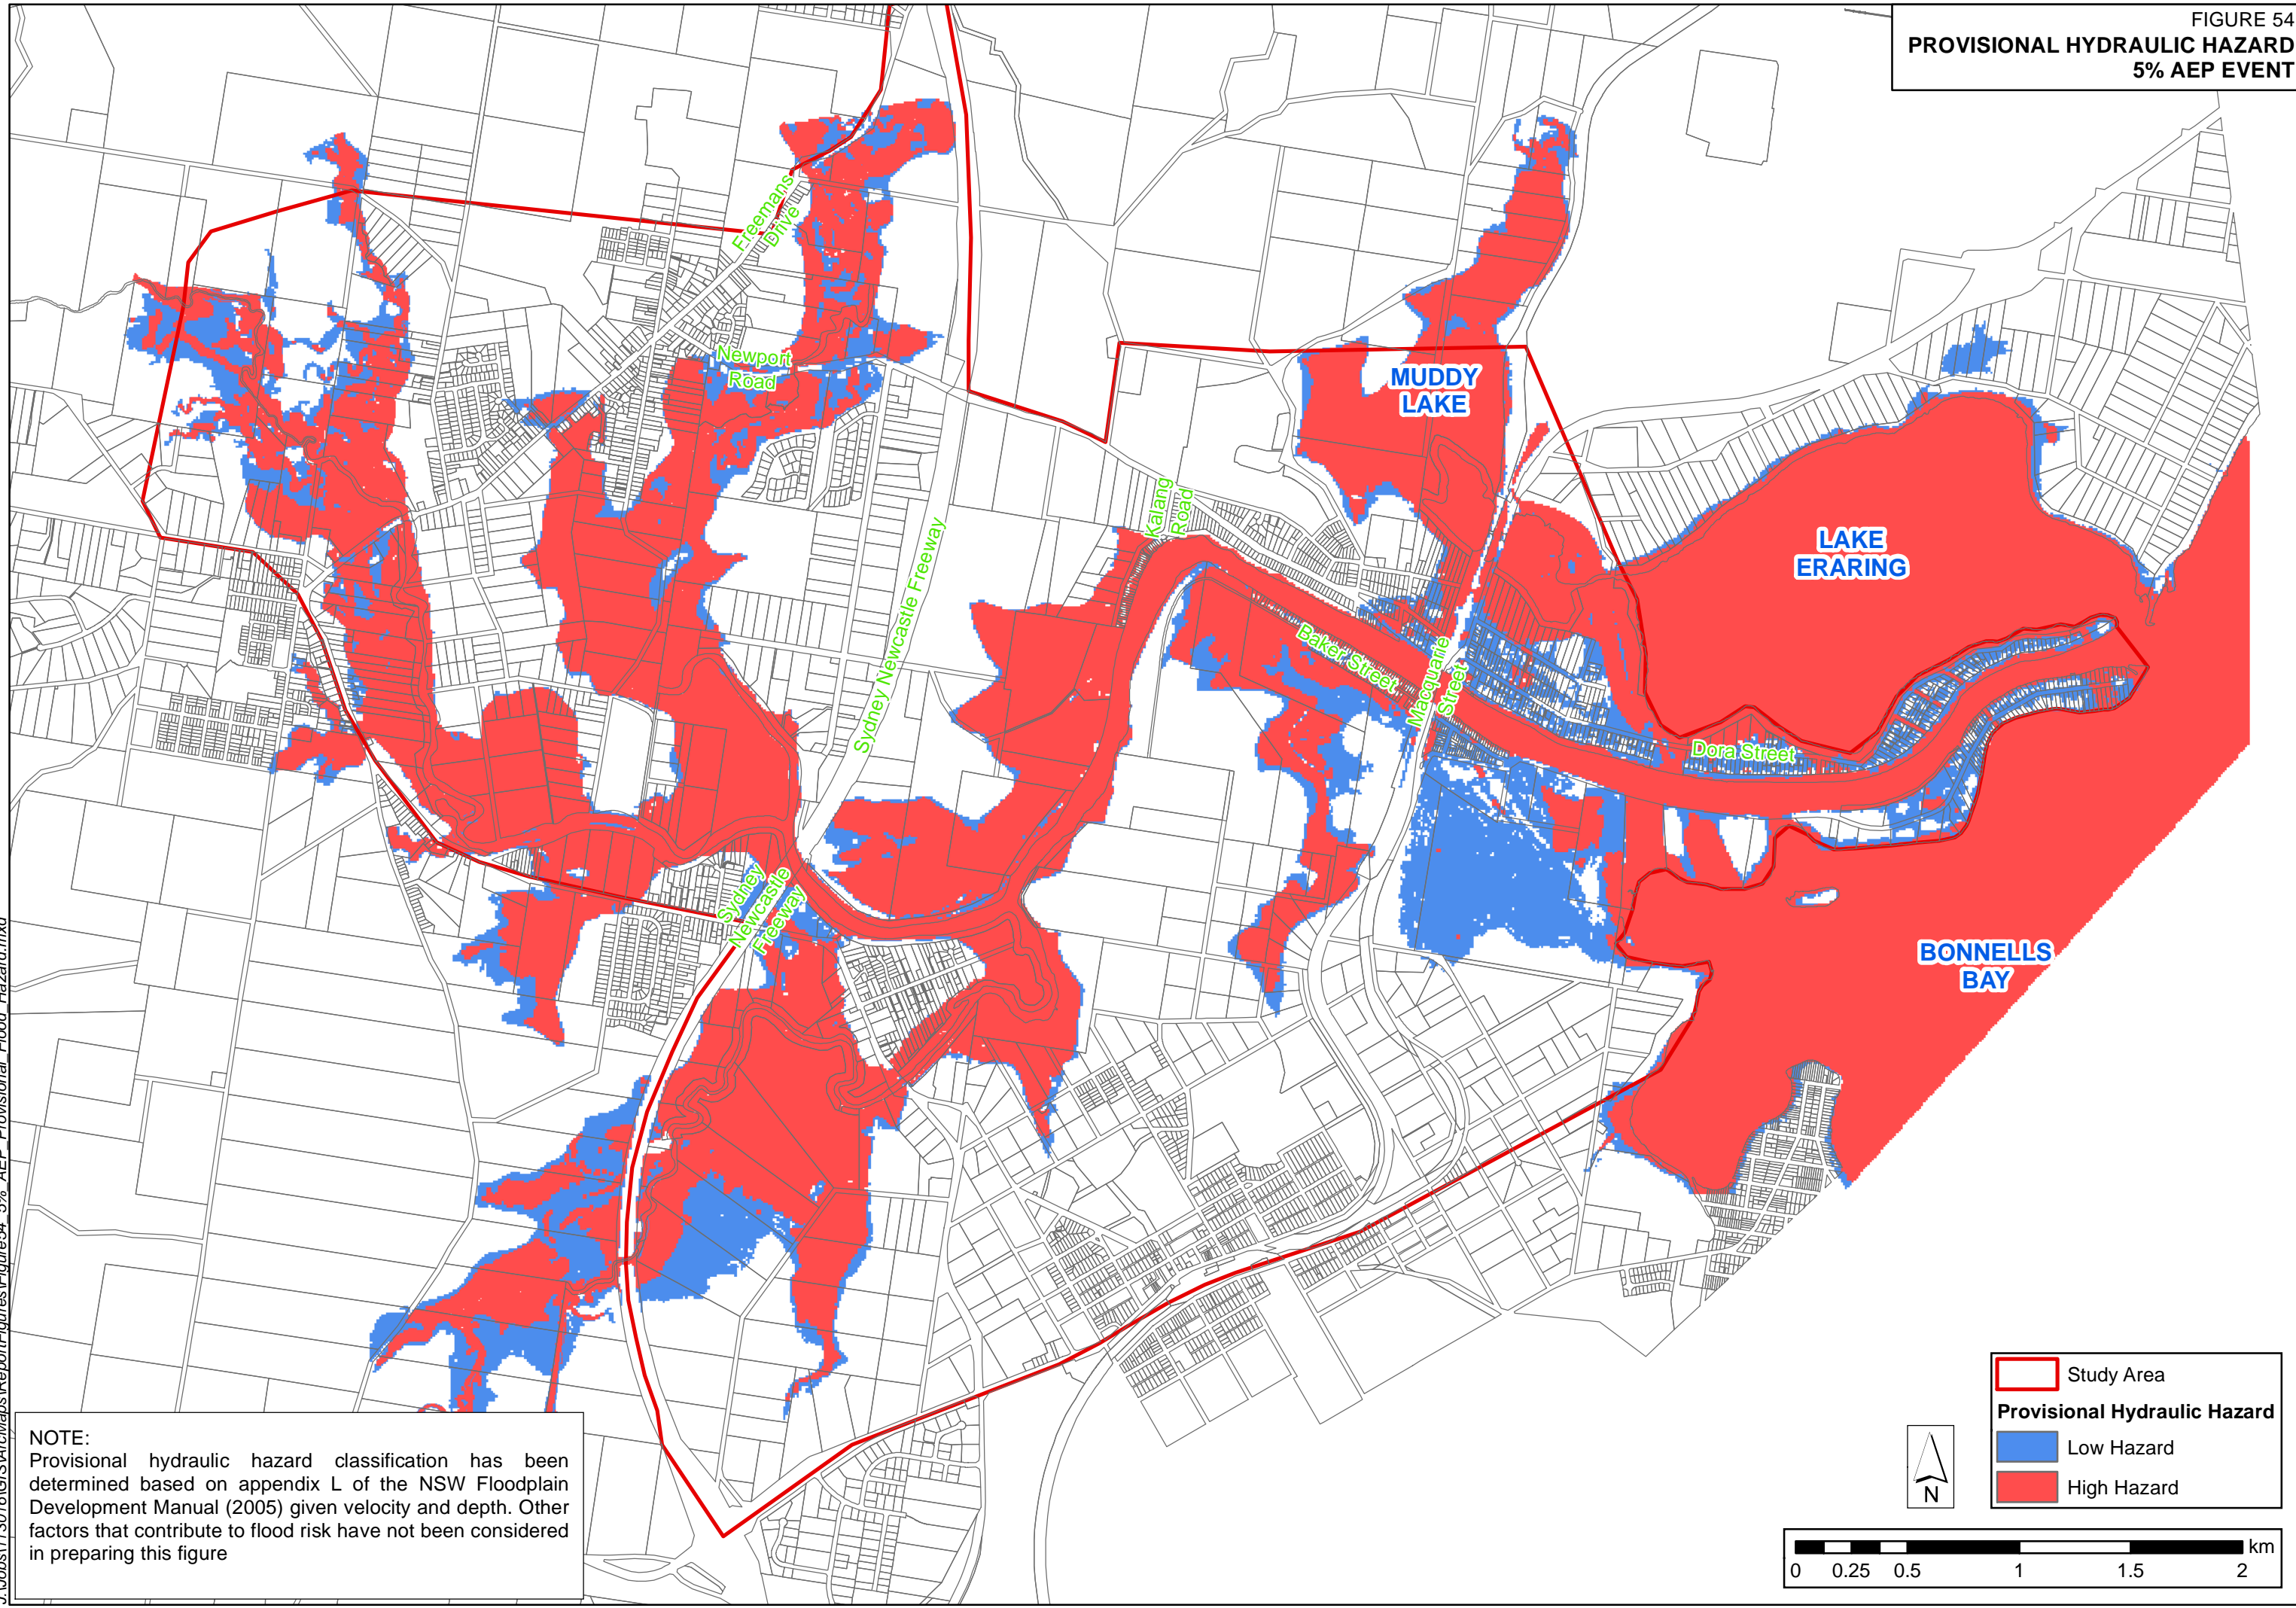 FIGURE 54
PROVISIONAL HYDRAULIC HAZARD
5% AEP EVENT
Freemans
Drive
Newport
Road
MUDDY
LAKE
Kalang
Road
LAKE
ERARING
Sydney Newcastle Freeway
Baker Street
Macquarie
Street
Dora Street
Sydney
Newcastle
Freeway
BONNELLS
BAY
Study Area
Provisional Hydraulic Hazard
Low Hazard
High Hazard
N
km
0 0.25 0.5 1 1.5 2
NOTE:
Provisional hydraulic hazard classification has been
determined based on appendix L of the NSW Floodplain
Development Manual (2005) given velocity and depth. Other
factors that contribute to flood risk have not been considered
in preparing this figure